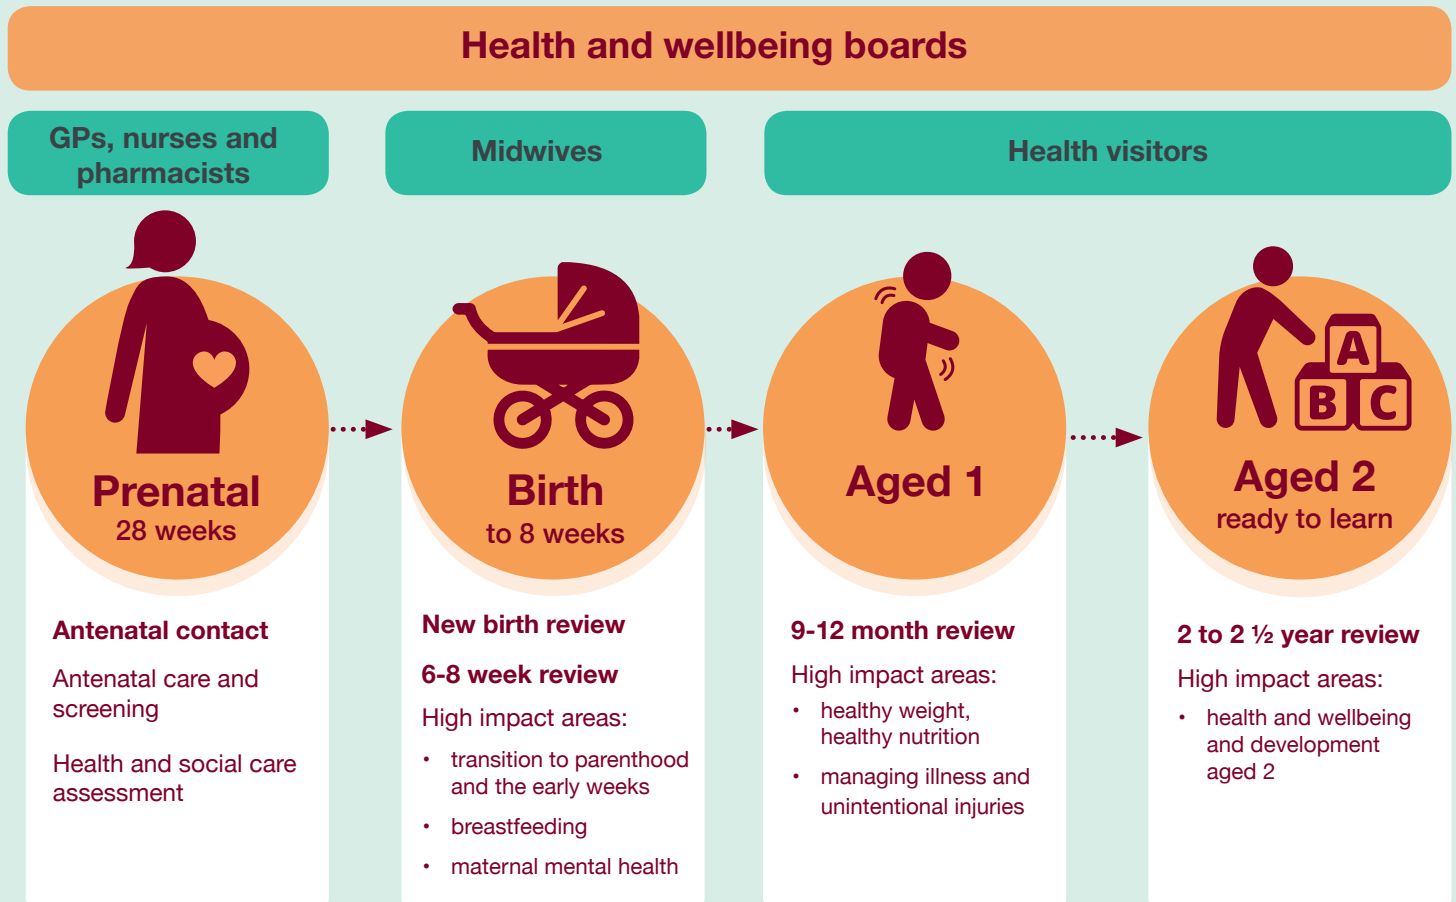 Health and wellbeing boards
GPs, nurses and
pharmacists
Midwives
Health visitors
Prenatal
28 weeks
Antenatal contact
Antenatal care and
screening
Health and social care
assessment
Birth
to 8 weeks
New birth review
6-8 week review
High impact areas:
• transition to parenthood
and the early weeks
• breastfeeding
• maternal mental health
Aged 1
9-12 month review
High impact areas:
• healthy weight,
healthy nutrition
• managing illness and
unintentional injuries
A
B C
Aged 2
ready to learn
2 to 2 ½ year review
High impact areas:
• health and wellbeing
and development
aged 2